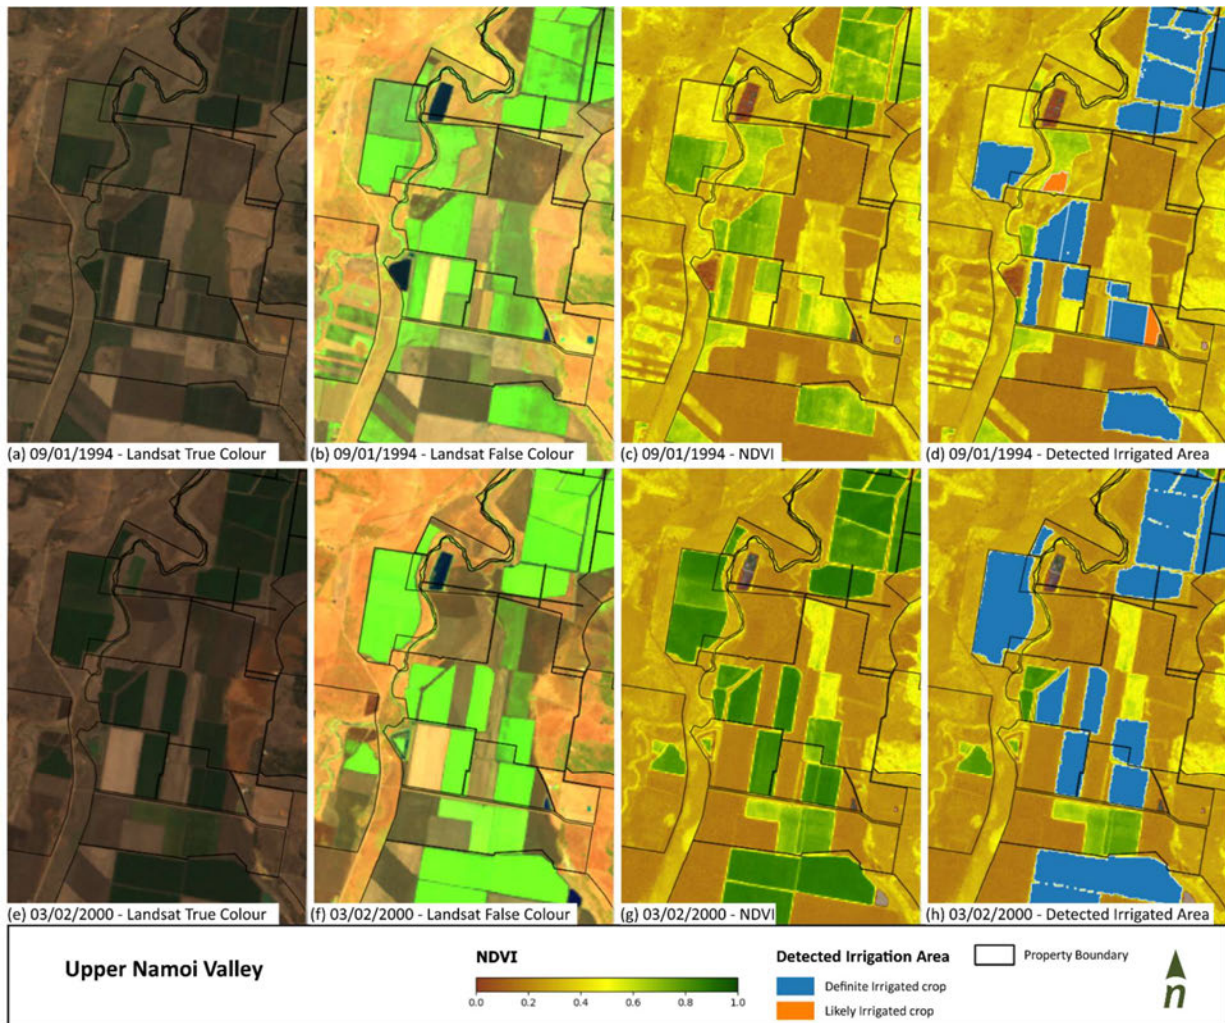 (a) 09/01/1994 - Landsat True Colour
(b) 09/01/1994 - Landsat False Colour
(c) 09/01/1994 - NDVI
(d) 09/01/1994 - Detected Irrigated Area
(e) 03/02/2000 - Landsat True Colour
(f) 03/02/2000 - Landsat False Colour
(g) 03/02/2000 - NDVI
(h) 03/02/2000 - Detected Irrigated Area
Upper Namoi Valley
NDVI
0.0 0.2 0.4 0.6 0.8 1.0
Detected Irrigation Area
Definite Irrigated crop
Likely Irrigated crop
Property Boundary
n